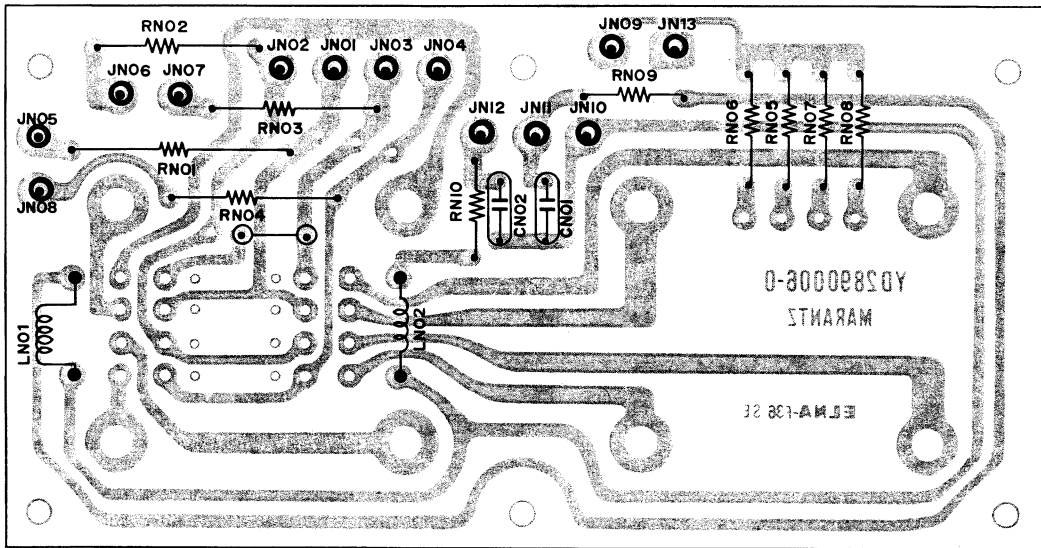 RN02
JN02 JN01 JN03 JN04
JN09 JN13
JN06 JN07
RN09
RN03
JN05
JN12 JN11 JN10
RN06 RN05 RN07 RN08
RN01
JN08
RN04
RN10
CN02
CN01
YD2890006-0
MARANTZ
LN01
LN02
ELNA-F36 SE